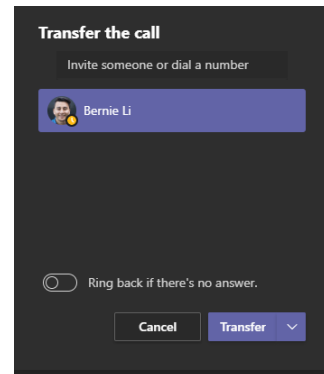 Transfer the call
Invite someone or dial a number
Bernie Li
Ring back if there's no answer.
Cancel
Transfer